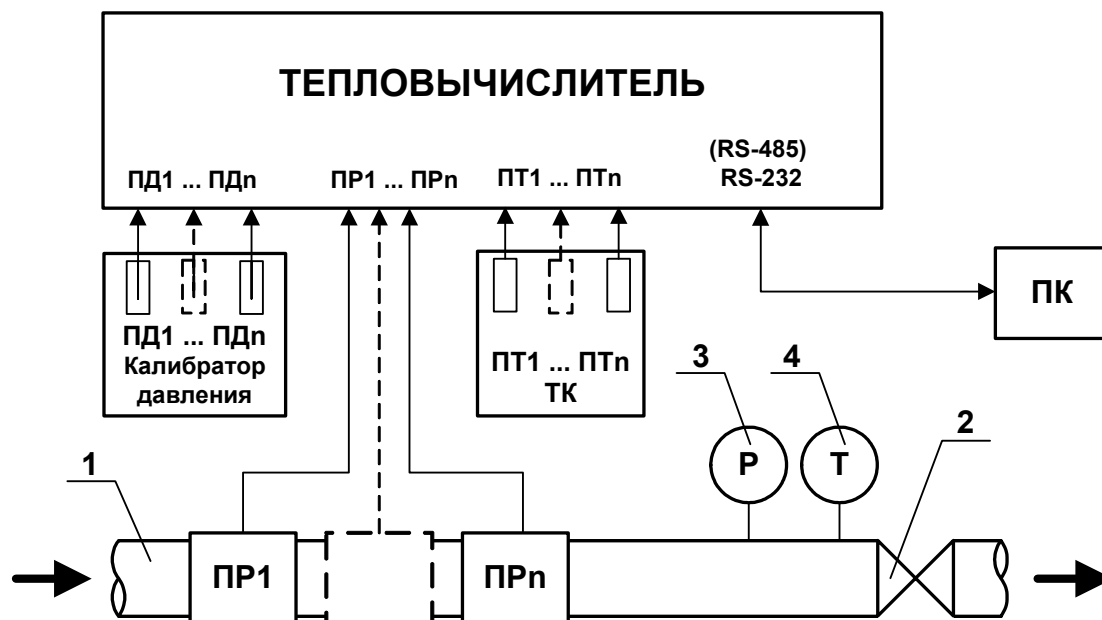 ТЕПЛОВЫЧИСЛИТЕЛЬ
(RS-485)
RS-232
ПД1 ... ПДn
ПР1 ... ПРn
ПТ1 ... ПТn
ПД1 ... ПДn
Калибратор
давления
ПТ1 ... ПТn
ТК
ПК
1
3
4
2
P
T
ПР1
ПРn